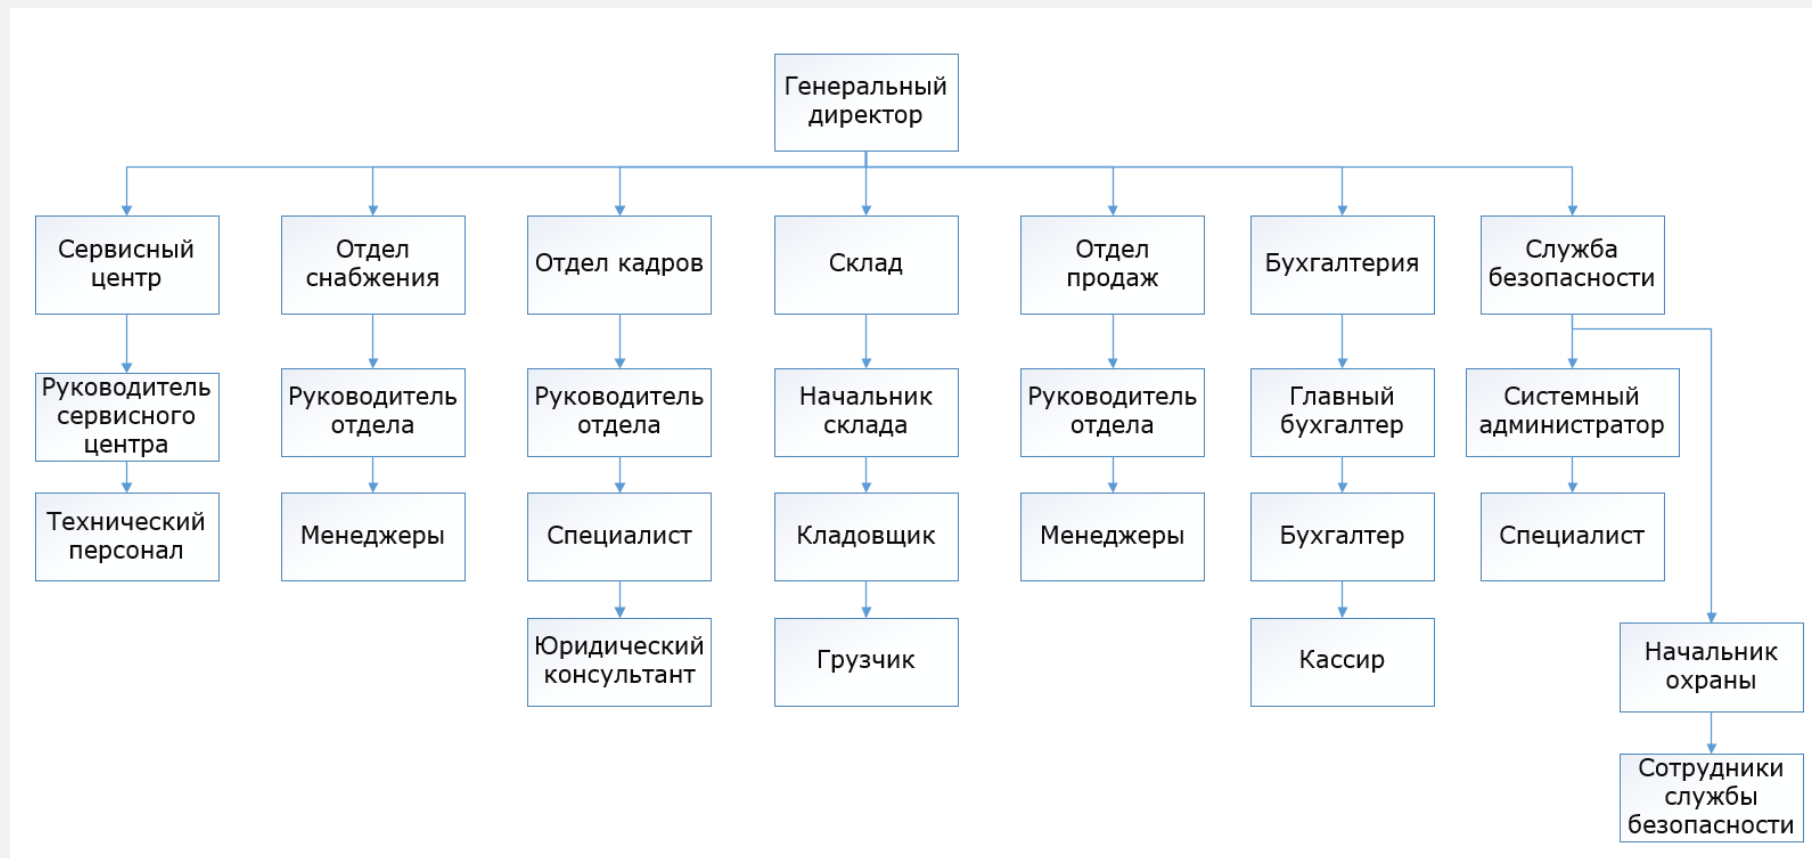 Генеральный
директор
Сервисный
центр
Отдел
снабжения
Отдел кадров
Склад
Отдел
продаж
Бухгалтерия
Служба
безопасности
Руководитель
сервисного
центра
Руководитель
отдела
Руководитель
отдела
Начальник
склада
Руководитель
отдела
Главный
бухгалтер
Системный
администратор
Технический
персонал
Менеджеры
Специалист
Кладовщик
Менеджеры
Бухгалтер
Специалист
Юридический
консультант
Грузчик
Кассир
Начальник
охраны
Сотрудники
службы
безопасности